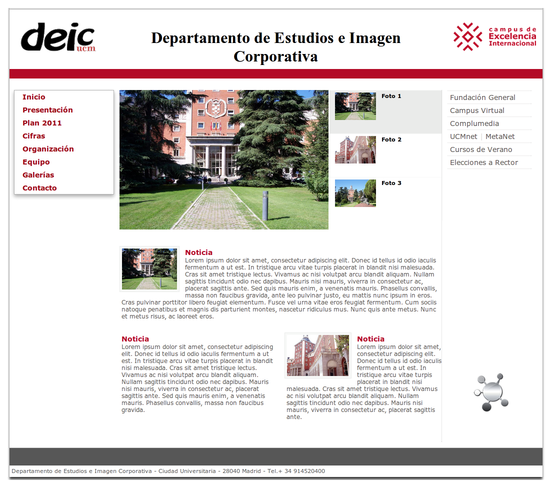 deic
ucm
Departamento de Estudios e Imagen
Corporativa
campus de
Excelencia
Internacional
Inicio
Presentación
Plan 2011
Cifras
Organización
Equipo
Galerías
Contacto
Foto 1
Foto 2
Foto 3
Fundación General
Campus Virtual
Complumedia
UCMnet | MetaNet
Cursos de Verano
Elecciones a Rector
Noticia
Lorem ipsum dolor sit amet, consectetur adipiscing elit. Donec id tellus id odio iaculis
fermentum a ut est. In tristique arcu vitae turpis placerat in blandit nisi malesuada.
Cras sit amet tristique lectus. Vivamus ac nisi volutpat diam blandit aliquam. Nullam
sagittis tincidunt odio nec dapibus. Mauris nisi mauris, viverra in consectetur ac,
placerat sagittis ante. Sed quis mauris enim, a venenatis mauris. Phasellus convallis,
massa non faucibus gravida, ante leo pulvinar justo, eu mattis nunc ipsum in eros.
Cras pulvinar porttitor libero feugiat elementum. Fusce vel urna vitae eros feugiat fermentum. Cum sociis
natoque penatibus et magnis dis parturient montes, nascetur ridiculus mus. Nunc quis ante metus. Nunc
et metus risus, ac laoreet eros.
Noticia
Lorem ipsum dolor sit amet, consectetur adipiscing
elit. Donec id tellus id odio iaculis fermentum a ut
est. In tristique arcu vitae turpis placerat in blandit
nisi malesuada. Cras sit amet tristique lectus.
Vivamus ac nisi volutpat diam blandit aliquam.
Nullam sagittis tincidunt odio nec dapibus. Mauris
nisi mauris, viverra in consectetur ac, placerat
sagittis ante. Sed quis mauris enim, a venenatis
mauris. Phasellus convallis, massa non faucibus
gravida.
Noticia
Lorem ipsum dolor sit
amet, consectetur
adipiscing elit. Donec id
tellus id odio iaculis
fermentum a ut est. In
tristique arcu vitae turpis
placerat in blandit nisi
malesuada. Cras sit amet tristique lectus. Vivamus
ac nisi volutpat diam blandit aliquam. Nullam
sagittis tincidunt odio nec dapibus. Mauris nisi
mauris, viverra in consectetur ac, placerat sagittis
ante.
Departamento de Estudios e Imagen Corporativa - Ciudad Universitaria - 28040 Madrid - Tel.+ 34 914520400